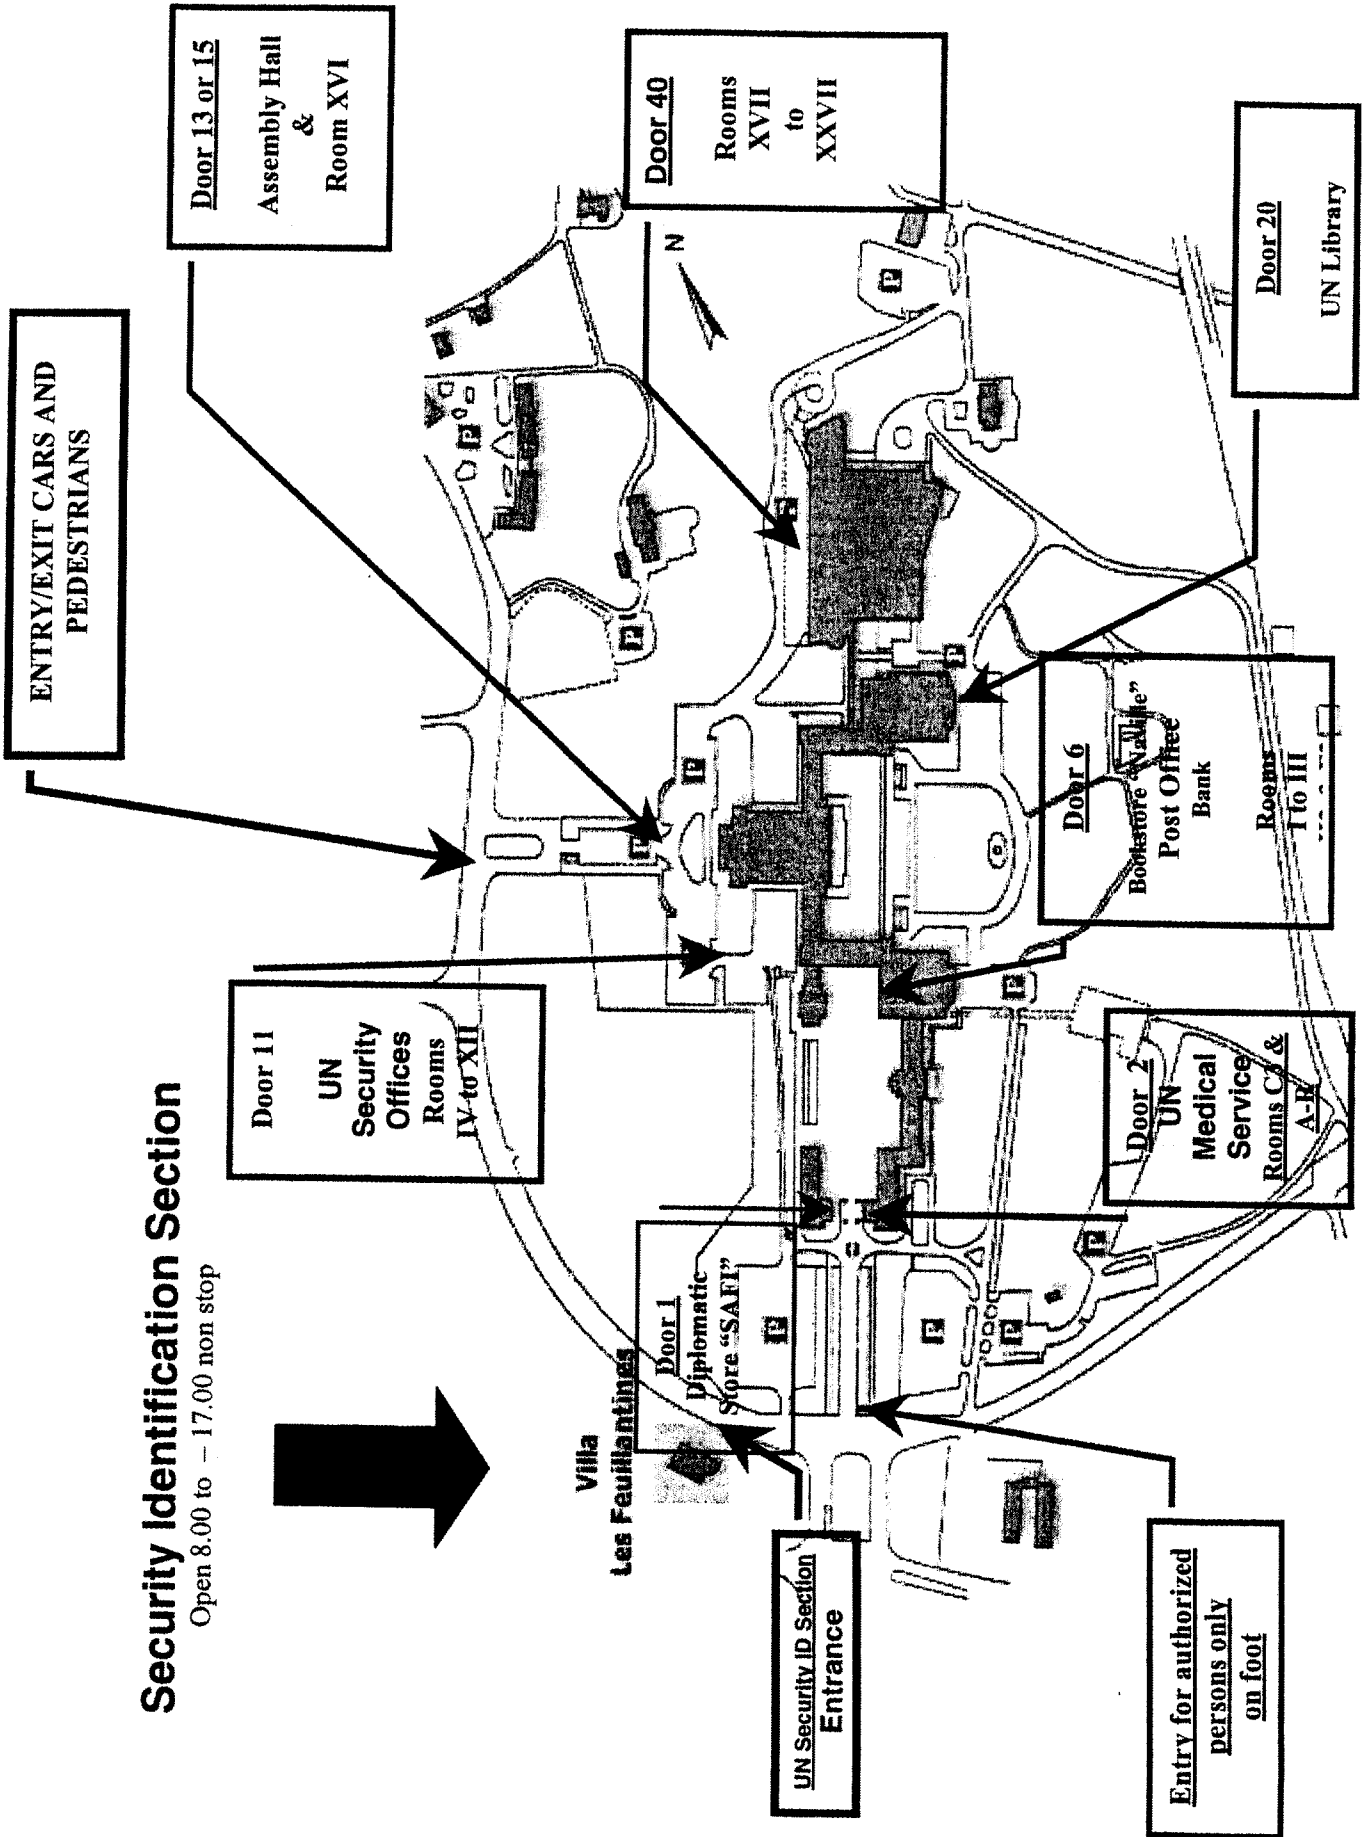 Security Identification Section
Open 8.00 to – 17.00 non stop
ENTRY/EXIT CARS AND
PEDESTRIANS
Door 13 or 15
Assembly Hall
&
Room XVI
Door 11
UN
Security
Offices
Rooms
IV to XII
Door 40
Rooms
XVII
to
XXVII
N
Villa
Les Feuillantines
Door 1
Diplomatic
Store “SAFI”
UN Security ID Section
Entrance
Entry for authorized
persons only
on foot
Door 2
UN
Medical
Service
Rooms C3 &
A-B
Door 6
Bookstore “Naville”
Post Office
Bank
Rooms
I to III
Door 20
UN Library
P
P
P
P
P
P
P
P
P
P
P
P
P